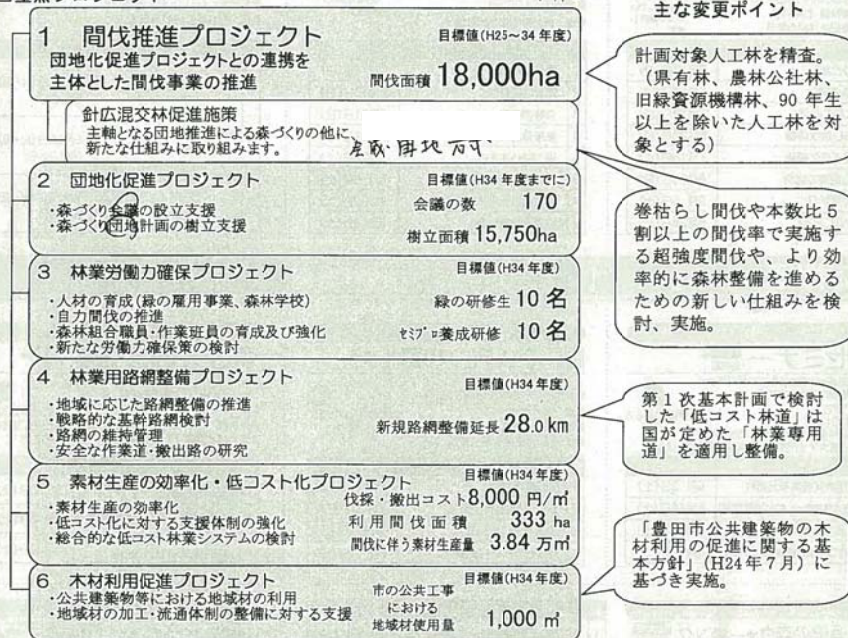 主な変更ポイント
1 間伐推進プロジェクト
目標値(H25～34 年度)
団地化促進プロジェクトとの連携を
主体とした間伐事業の推進
間伐面積 18,000ha
計画対象人工林を精査。
(県有林、農林公社林、
旧緑資源機構林、90 年生
以上を除いた人工林を対
象とする)
針広混交林促進施策
主軸となる団地推進による森づくりの他に、
新たな仕組みに取り組みます。
2 団地化促進プロジェクト
目標値(H34 年度までに)
・森づくり会議の設立支援
・森づくり団地計画の樹立支援
会議の数 170
樹立面積 15,750ha
巻枯らし間伐や本数比５
割以上の間伐率で実施す
る超強度間伐や、より効
率的に森林整備を進める
ための新しい仕組みを検
討、実施。
3 林業労働力確保プロジェクト
目標値(H34 年度)
・人材の育成(緑の雇用事業、森林学校)
・自力間伐の推進
・森林組合職員・作業班員の育成及び強化
・新たな労働力確保策の検討
緑の研修生 10 名
ｾﾐﾌﾟﾛ養成研修 10 名
4 林業用路網整備プロジェクト
目標値(H34 年度)
・地域に応じた路網整備の推進
・戦略的な基幹路網検討
・路網の維持管理
・安全な作業道・搬出路の研究
新規路網整備延長 28.0 km
第１次基本計画で検討
した「低コスト林道」は
国が定めた「林業専用
道」を適用し整備。
5 素材生産の効率化・低コスト化プロジェクト
目標値(H34 年度)
・素材生産の効率化
・低コスト化に対する支援体制の強化
・総合的な低コスト林業システムの検討
伐採・搬出コスト8,000 円/㎥
利用間伐面積 333 ha
間伐に伴う素材生産量 3.84 万㎥
6 木材利用促進プロジェクト
目標値(H34 年度)
・公共建築物等における地域材の利用
・地域材の加工・流通体制の整備に対する支援
市の公共工事
における
地域材使用量 1,000 ㎥
「豊田市公共建築物の木
材利用の促進に関する基
本方針」(H24年７月)に
基づき実施。